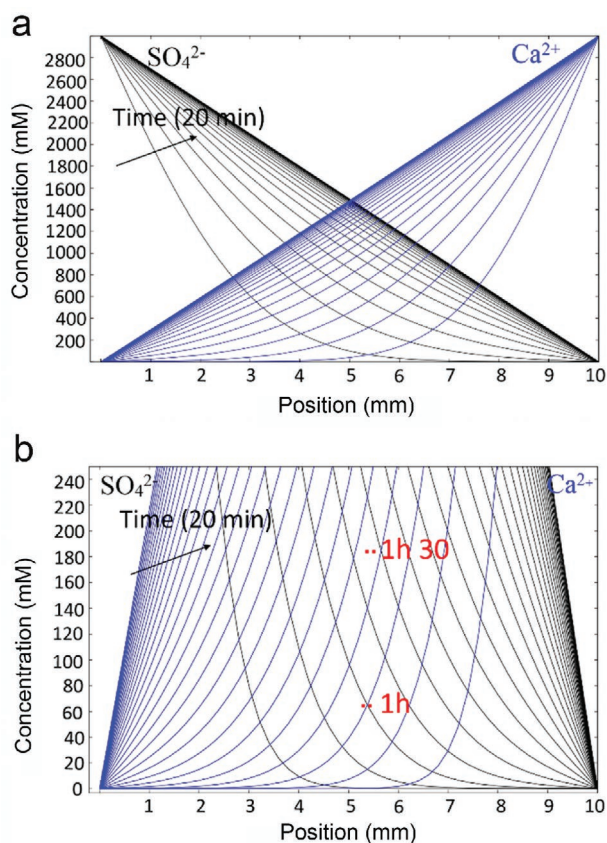 a
SO₄²⁻
Ca²⁺
Time (20 min)
Concentration (mM)
2800
2600
2400
2200
2000
1800
1600
1400
1200
1000
800
600
400
200
1 2 3 4 5 6 7 8 9 10
Position (mm)
b
SO₄²⁻
Ca²⁺
Time (20 min)
1h 30
1h
Concentration (mM)
240
220
200
180
160
140
120
100
80
60
40
20
0
1 2 3 4 5 6 7 8 9 10
Position (mm)